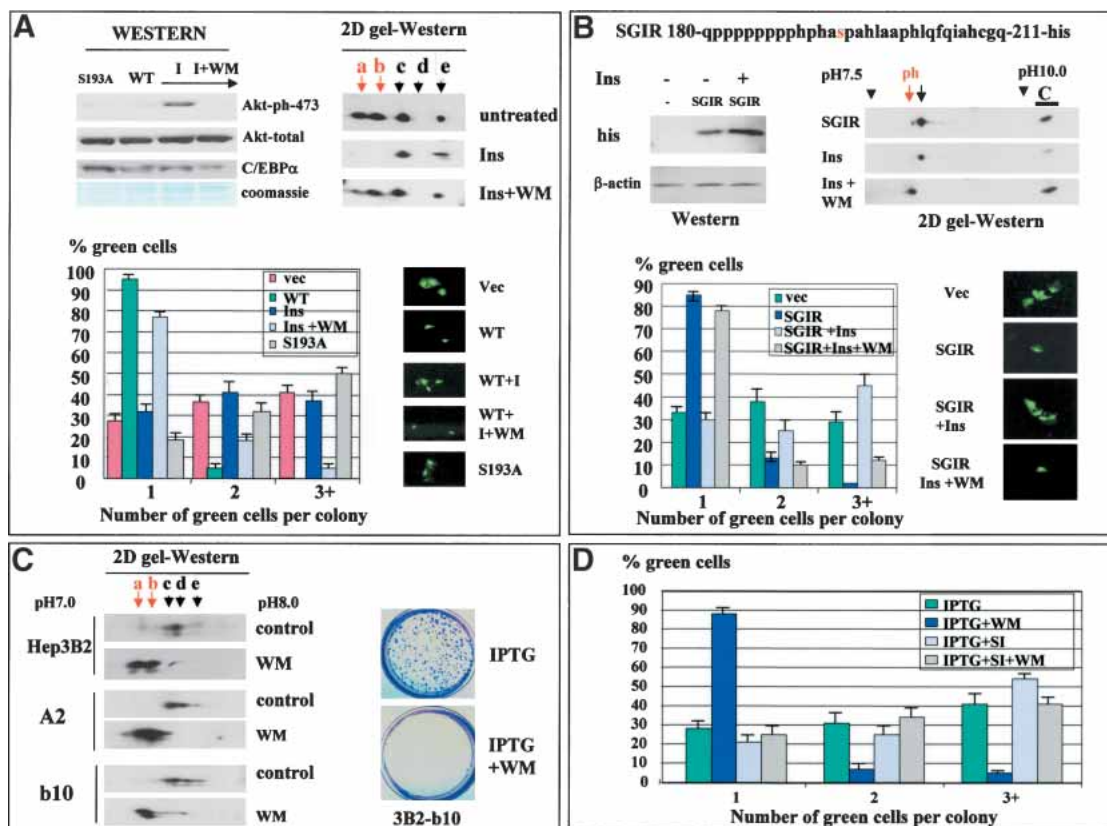 A
WESTERN
S193A WT I I+WM
Akt-ph-473
Akt-total
C/EBPα
coomassie
2D gel-Western
a b c d e
untreated
Ins
Ins+WM
% green cells
100
90
80
70
60
50
40
30
20
10
0
vec
WT
Ins
Ins +WM
S193A
1 2 3+
Number of green cells per colony
Vec
WT
WT+I
WT+
I+WM
S193A
B
SGIR 180-qpppppppppphphaspahlaaphlqfqiahcgq-211-his
Ins - - +
- SGIR SGIR
his
β-actin
Western
pH7.5 ph pH10.0
C
SGIR
Ins
Ins +
WM
2D gel-Western
% green cells
90
80
70
60
50
40
30
20
10
0
vec
SGIR
SGIR +Ins
SGIR+Ins+WM
1 2 3+
Number of green cells per colony
Vec
SGIR
SGIR
+Ins
SGIR
Ins +WM
C
2D gel-Western
a b c d e
pH7.0 pH8.0
Hep3B2
control
WM
A2
control
WM
b10
control
WM
IPTG
IPTG
+WM
3B2-b10
D
% green cells
90
80
70
60
50
40
30
20
10
0
IPTG
IPTG+WM
IPTG+SI
IPTG+SI+WM
1 2 3+
Number of green cells per colony